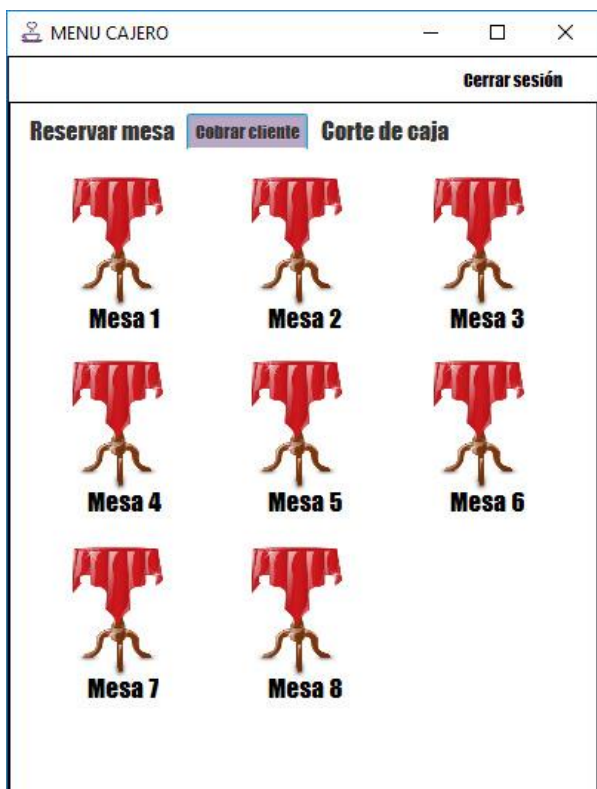 MENU CAJERO
Cerrar sesión
Reservar mesa Cobrar cliente Corte de caja
Mesa 1 Mesa 2 Mesa 3
Mesa 4 Mesa 5 Mesa 6
Mesa 7 Mesa 8